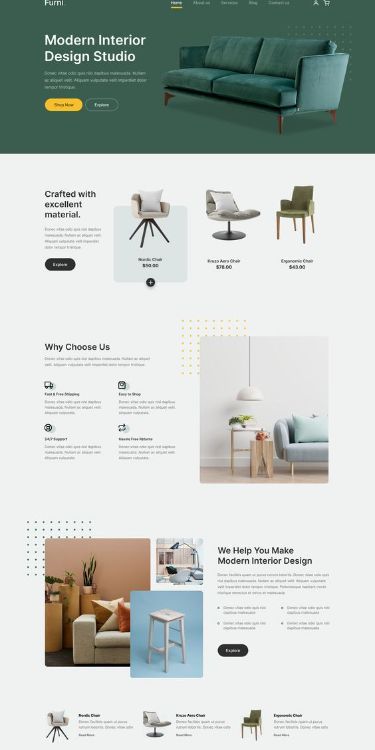 Furni.
Home About us Services Blog Contact us
Modern Interior
Design Studio
Donec vitae odio quis nisl dapibus malesuada. Nullam
ac aliquet velit. Aliquam vulputate velit imperdiet dolor
tempor tristique.
Shop Now Explore
Crafted with
excellent
material.
Donec vitae odio quis nisl dapibus
malesuada. Nullam ac aliquet velit.
Aliquam vulputate velit imperdiet
dolor tempor tristique.
Explore
Nordic Chair
$50.00
Kruzo Aero Chair
$78.00
Ergonomic Chair
$43.00
Why Choose Us
Donec vitae odio quis nisl dapibus malesuada. Nullam ac aliquet
velit. Aliquam vulputate velit imperdiet dolor tempor tristique.
Fast & Free Shipping
Donec vitae odio quis nisl dapibus
malesuada. Nullam ac aliquet velit.
Aliquam vulputate.
Easy to Shop
Donec vitae odio quis nisl dapibus
malesuada. Nullam ac aliquet velit.
Aliquam vulputate.
24/7 Support
Donec vitae odio quis nisl dapibus
malesuada. Nullam ac aliquet velit.
Aliquam vulputate.
Hassle Free Returns
Donec vitae odio quis nisl dapibus
malesuada. Nullam ac aliquet velit.
Aliquam vulputate.
We Help You Make
Modern Interior Design
Donec facilisis quam ut purus rutrum lobortis. Donec vitae odio
quis nisl dapibus malesuada. Nullam ac aliquet velit. Aliquam
vulputate velit imperdiet dolor tempor tristique. Pellentesque
habitant morbi
Donec vitae odio quis nisl
dapibus malesuada
Donec vitae odio quis nisl
dapibus malesuada
Donec vitae odio quis nisl
dapibus malesuada
Donec vitae odio quis nisl
dapibus malesuada
Explore
Nordic Chair
Donec facilisis quam ut purus
rutrum lobortis. Donec vitae odio
Read More
Kruzo Aero Chair
Donec facilisis quam ut purus
rutrum lobortis. Donec vitae odio
Read More
Ergonomic Chair
Donec facilisis quam ut purus
rutrum lobortis. Donec vitae odio
Read More